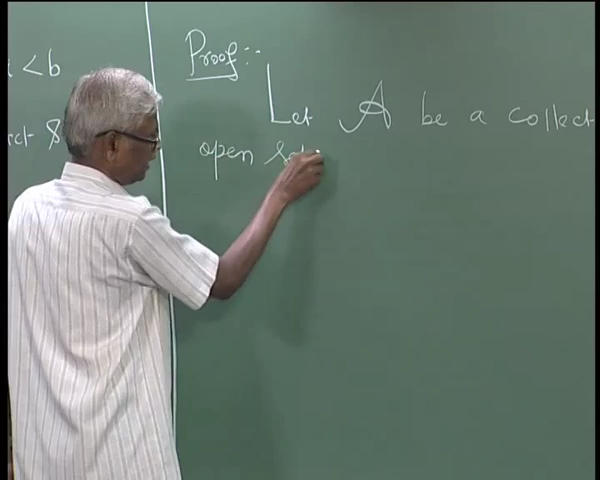 < b
Proof :-
Let A be a collect
open set